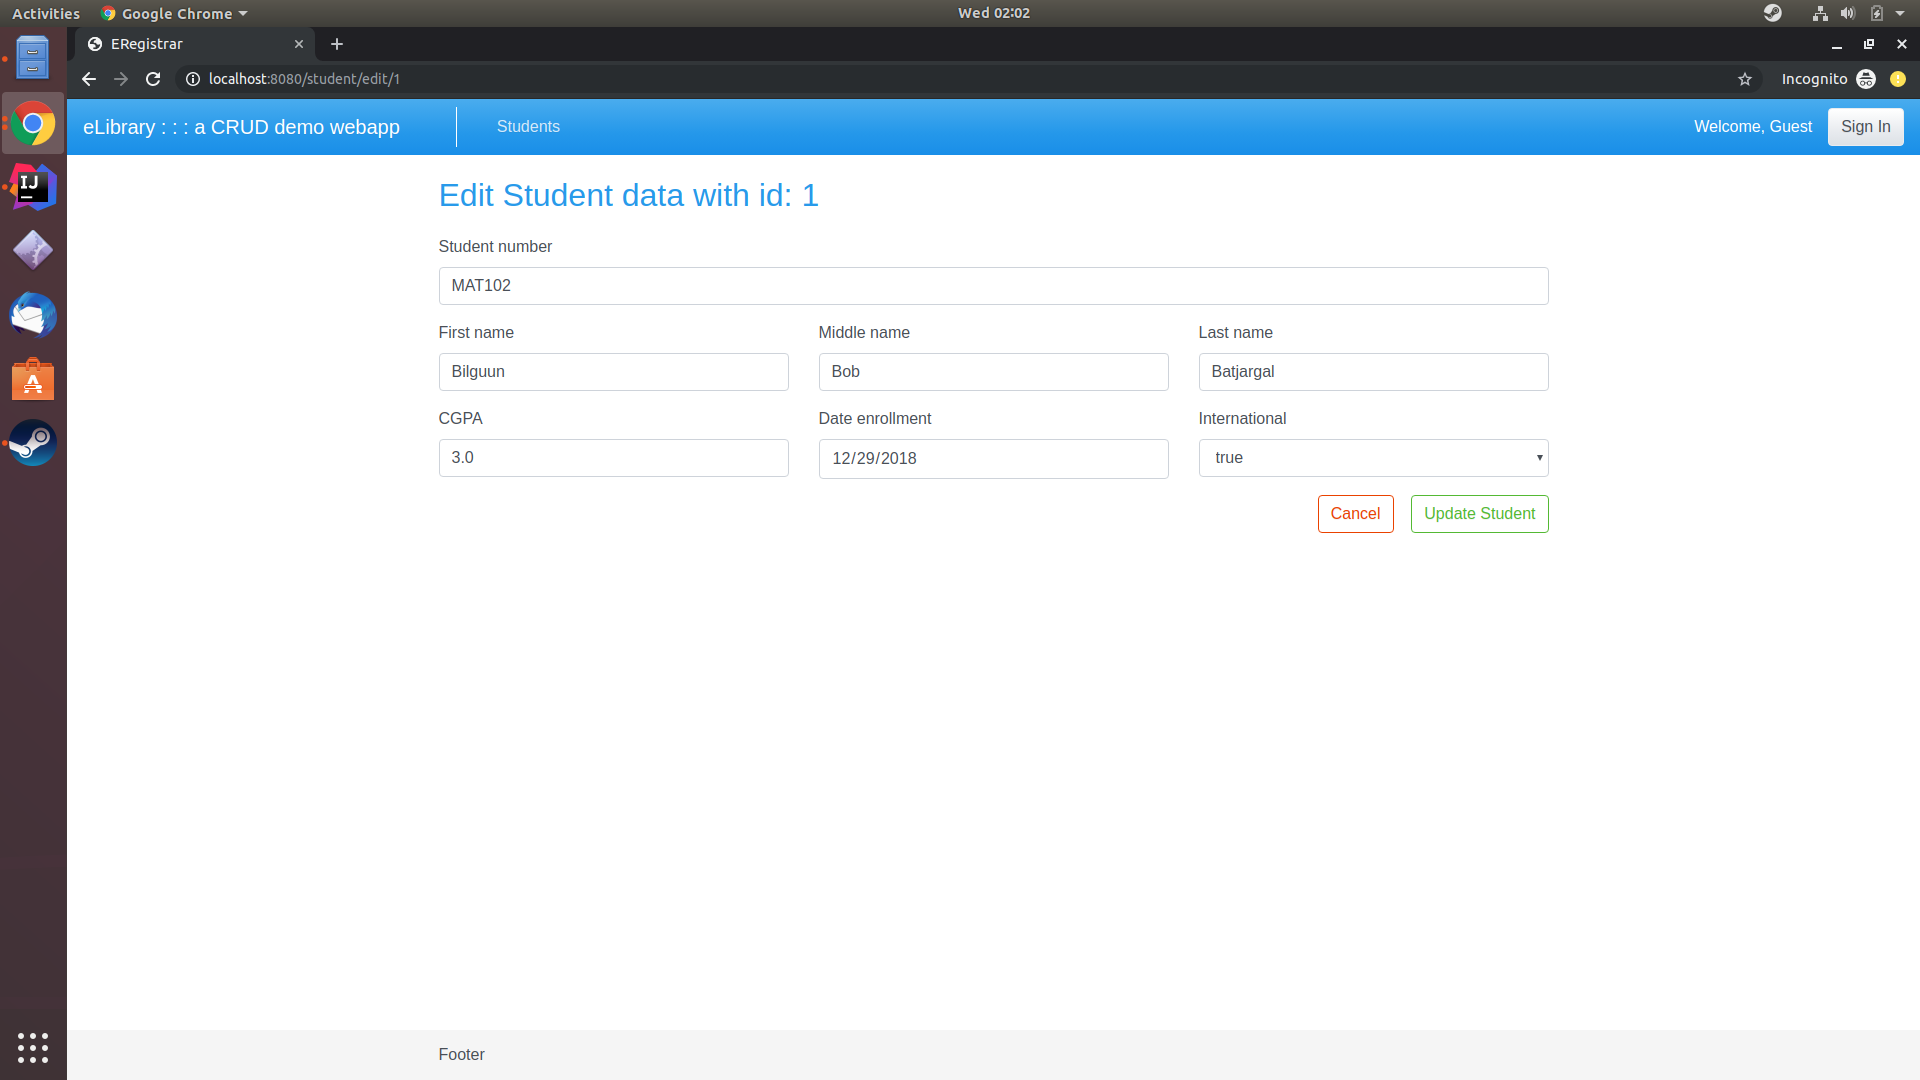 Activities Google Chrome Wed 02:02
ERegistrar
localhost:8080/student/edit/1 Incognito
eLibrary : : : a CRUD demo webapp Students Welcome, Guest Sign In
Edit Student data with id: 1
Student number
MAT102
First name Middle name Last name
Bilguun Bob Batjargal
CGPA Date enrollment International
3.0 12/29/2018 true
Cancel Update Student
Footer